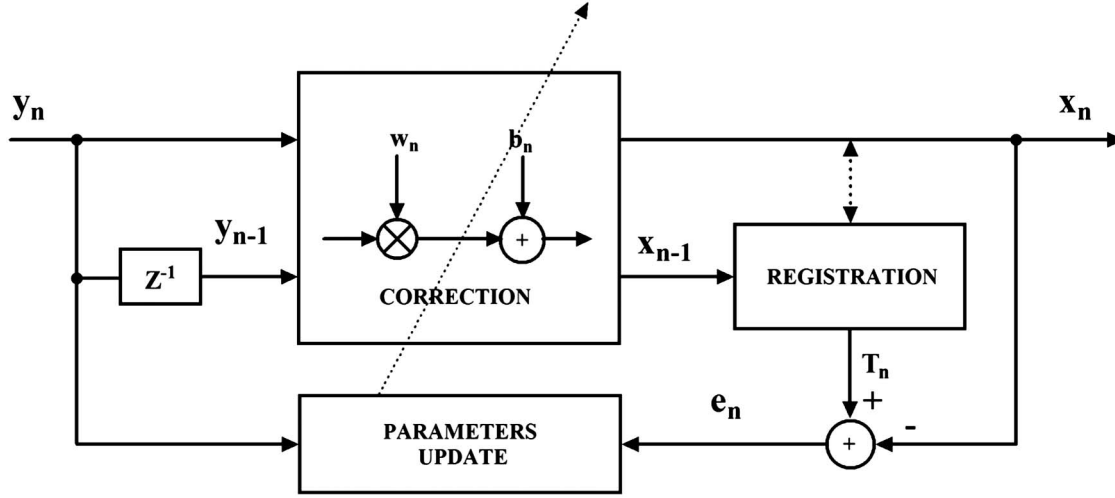 yₙ
xₙ
wₙ
bₙ
yₙ₋₁
Z⁻¹
+
xₙ₋₁
CORRECTION
REGISTRATION
Tₙ
+
eₙ
-
+
PARAMETERS
UPDATE